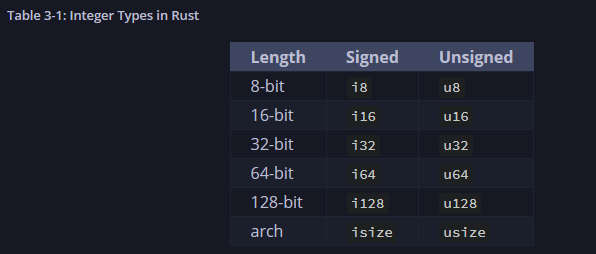 Table 3-1: Integer Types in Rust
Length Signed Unsigned
8-bit i8 u8
16-bit i16 u16
32-bit i32 u32
64-bit i64 u64
128-bit i128 u128
arch isize usize